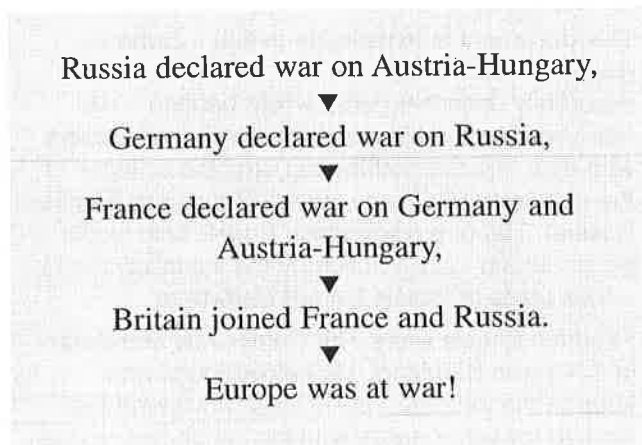 Russia declared war on Austria-Hungary,
Germany declared war on Russia,
France declared war on Germany and
Austria-Hungary,
Britain joined France and Russia.
Europe was at war!